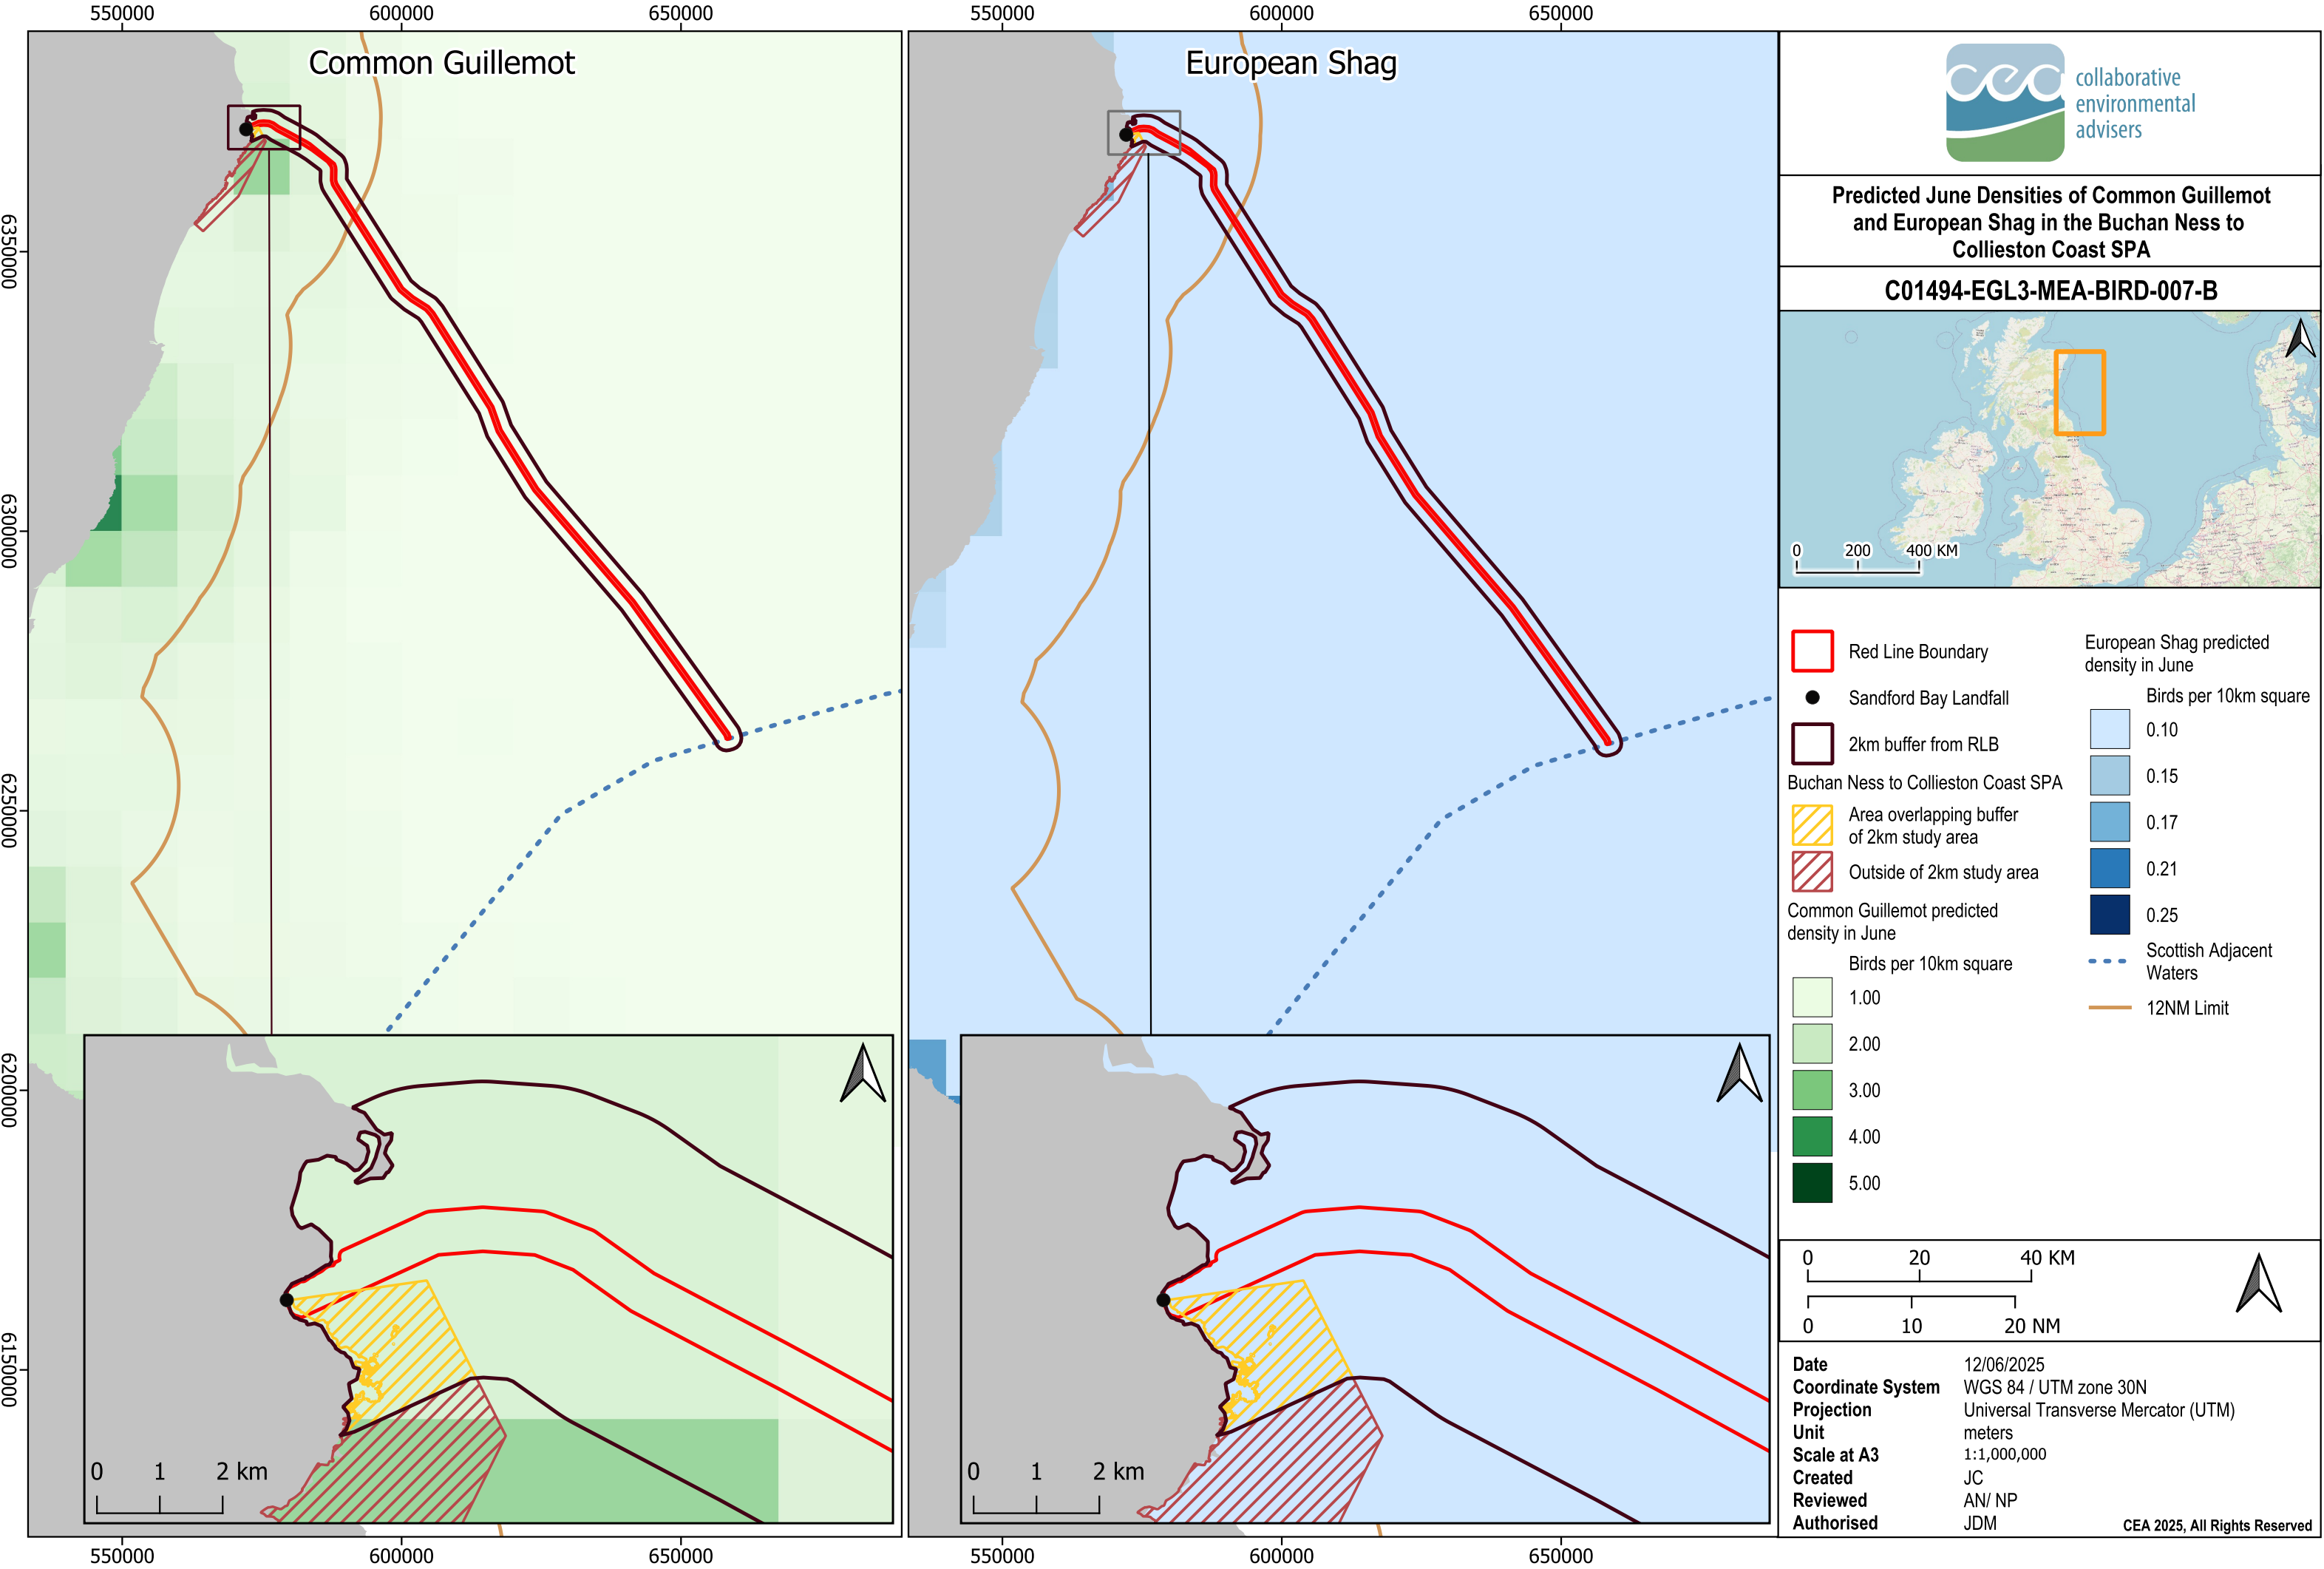 550000 600000 650000 550000 600000 650000
Common Guillemot
European Shag
6350000
6300000
6250000
6200000
6150000
0 1 2 km
0 1 2 km
550000 600000 650000 550000 600000 650000
cea
collaborative
environmental
advisers
Predicted June Densities of Common Guillemot
and European Shag in the Buchan Ness to
Collieston Coast SPA
C01494-EGL3-MEA-BIRD-007-B
0 200 400 KM
Red Line Boundary
Sandford Bay Landfall
2km buffer from RLB
Buchan Ness to Collieston Coast SPA
Area overlapping buffer
of 2km study area
Outside of 2km study area
Common Guillemot predicted
density in June
Birds per 10km square
1.00
2.00
3.00
4.00
5.00
European Shag predicted
density in June
Birds per 10km square
0.10
0.15
0.17
0.21
0.25
Scottish Adjacent
Waters
12NM Limit
0 20 40 KM
0 10 20 NM
Date 12/06/2025
Coordinate System WGS 84 / UTM zone 30N
Projection Universal Transverse Mercator (UTM)
Unit meters
Scale at A3 1:1,000,000
Created JC
Reviewed AN/ NP
Authorised JDM
CEA 2025, All Rights Reserved